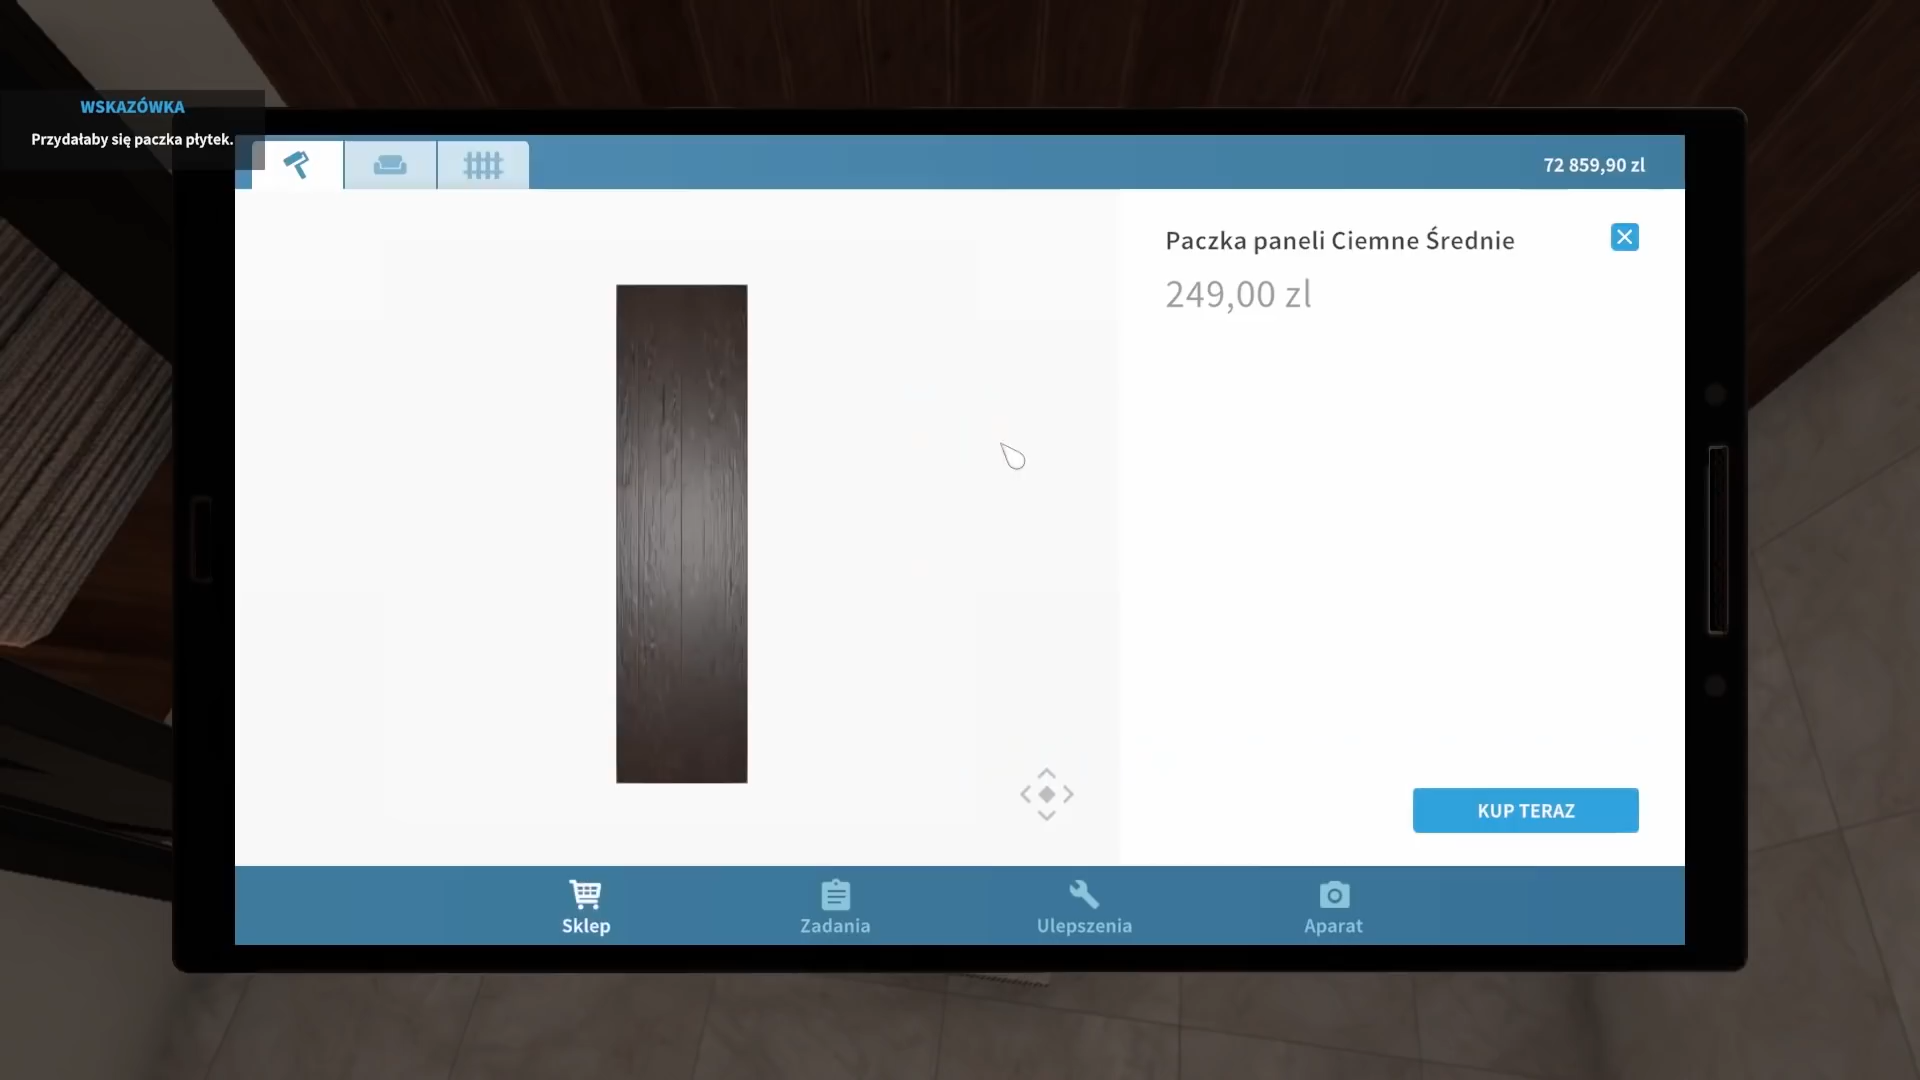 WSKAZÓWKA
Przydałaby się paczka płytek.
72 859,90 zl
Paczka paneli Ciemne Średnie
249,00 zl
KUP TERAZ
Sklep
Zadania
Ulepszenia
Aparat